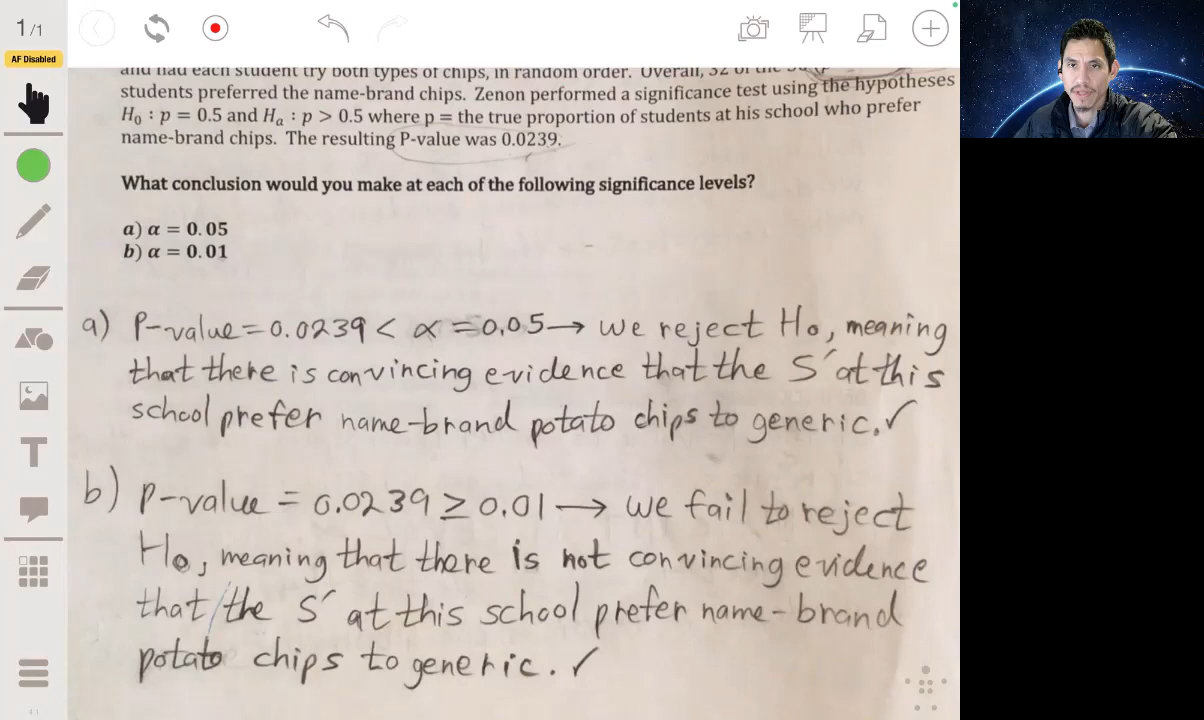 1/1
AF Disabled
and had each student try both types of chips, in random order. Overall, 32 of the
students preferred the name-brand chips. Zenon performed a significance test using the hypotheses
H₀ : p = 0.5 and Hₐ : p > 0.5 where p = the true proportion of students at his school who prefer
name-brand chips. The resulting P-value was 0.0239.
What conclusion would you make at each of the following significance levels?
a) α = 0.05
b) α = 0.01
a) P-value = 0.0239 < α = 0.05 → we reject H₀, meaning
that there is convincing evidence that the S' at this
school prefer name-brand potato chips to generic. ✓
b) p-value = 0.0239 ≥ 0.01 → we fail to reject
H₀, meaning that there is not convincing evidence
that the S' at this school prefer name-brand
potato chips to generic. ✓
T